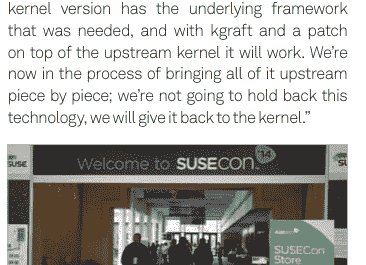 kernel version has the underlying framework
that was needed, and with kgraft and a patch
on top of the upstream kernel it will work. We’re
now in the process of bringing all of it upstream
piece by piece; we’re not going to hold back this
technology, we will give it back to the kernel.”
Welcome to SUSECON.
14
SUSE
SUSECon
Store